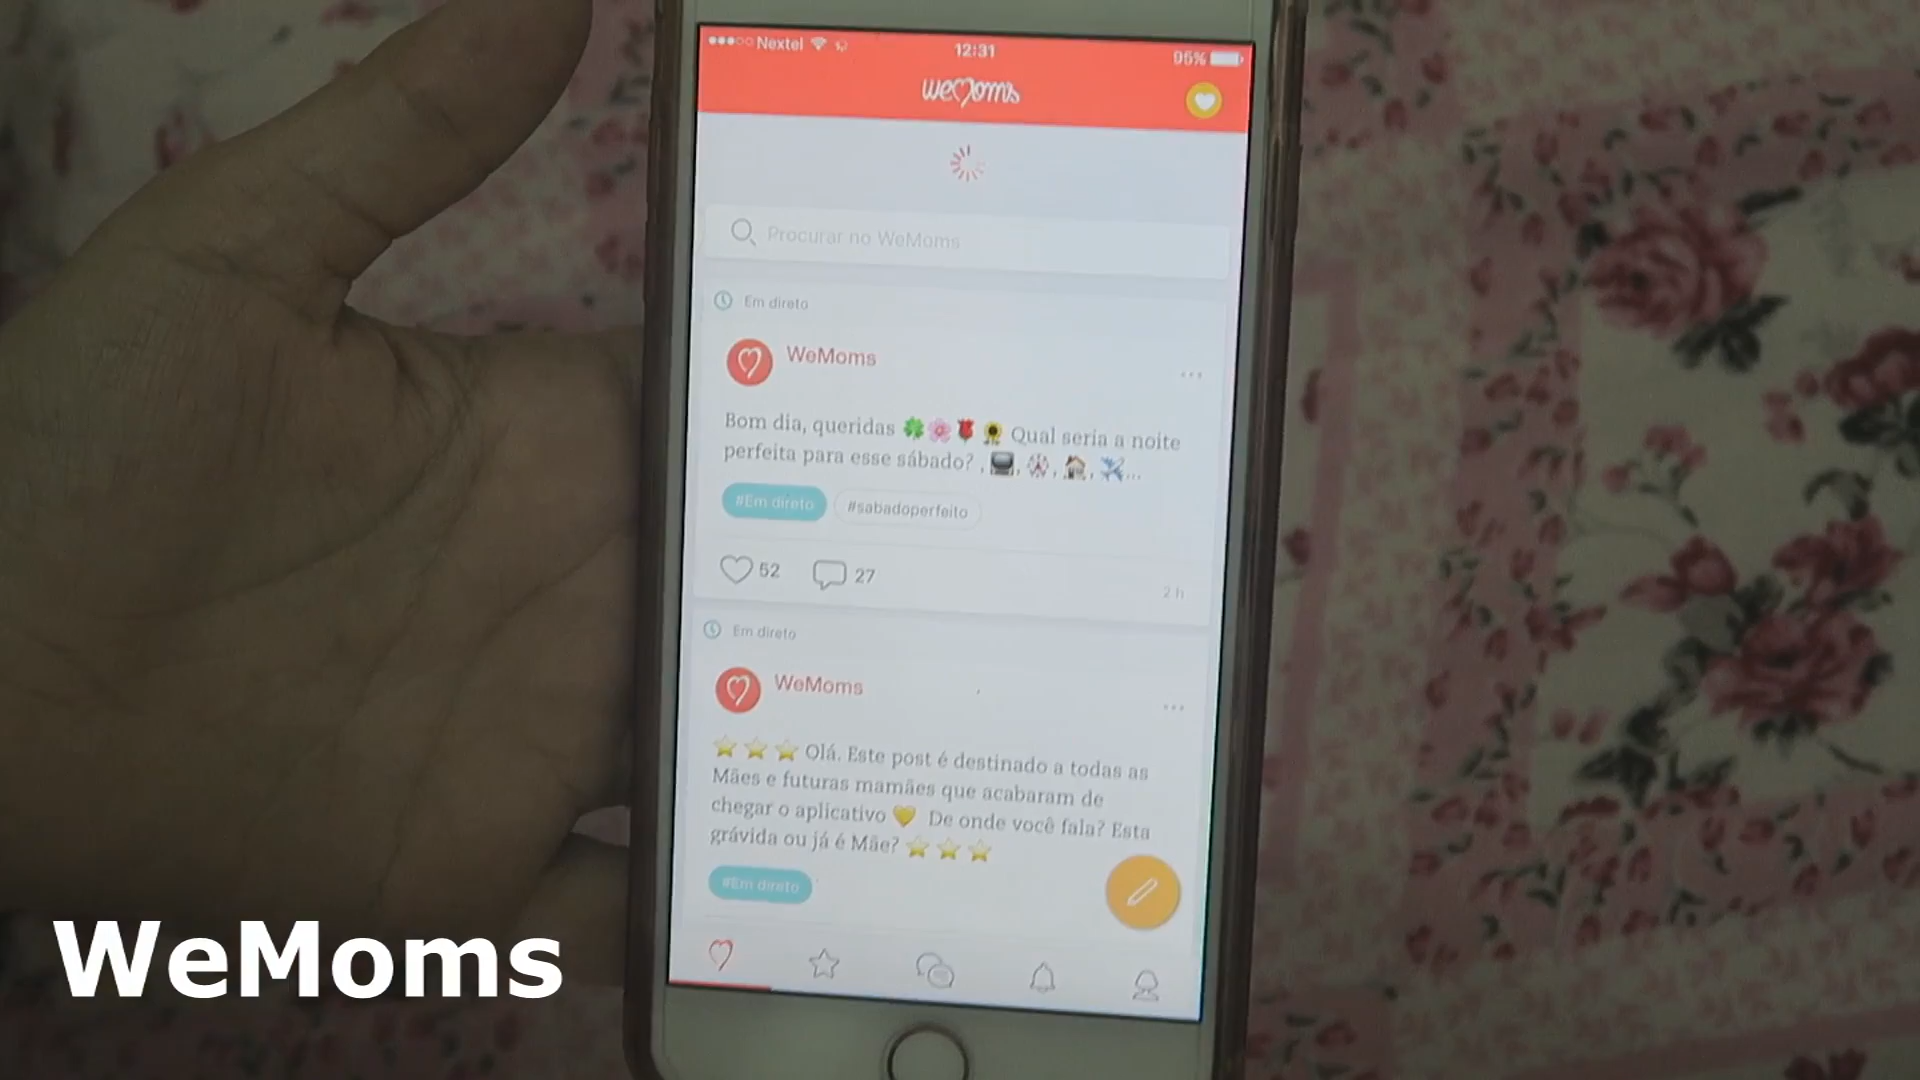 Nextel 12:31 95%
weMoms
Procurar no WeMoms
Em direto
WeMoms
Bom dia, queridas 🍀🌸🌹🌻 Qual seria a noite
perfeita para esse sábado? , 📺, 🎡, 🏠, ✈️...
#Em direto #sabadoperfeito
52 27
2 h
Em direto
WeMoms
⭐⭐⭐ Olá. Este post é destinado a todas as
Mães e futuras mamães que acabaram de
chegar o aplicativo 💛 De onde você fala? Esta
grávida ou já é Mãe? ⭐⭐⭐
#Em direto
WeMoms